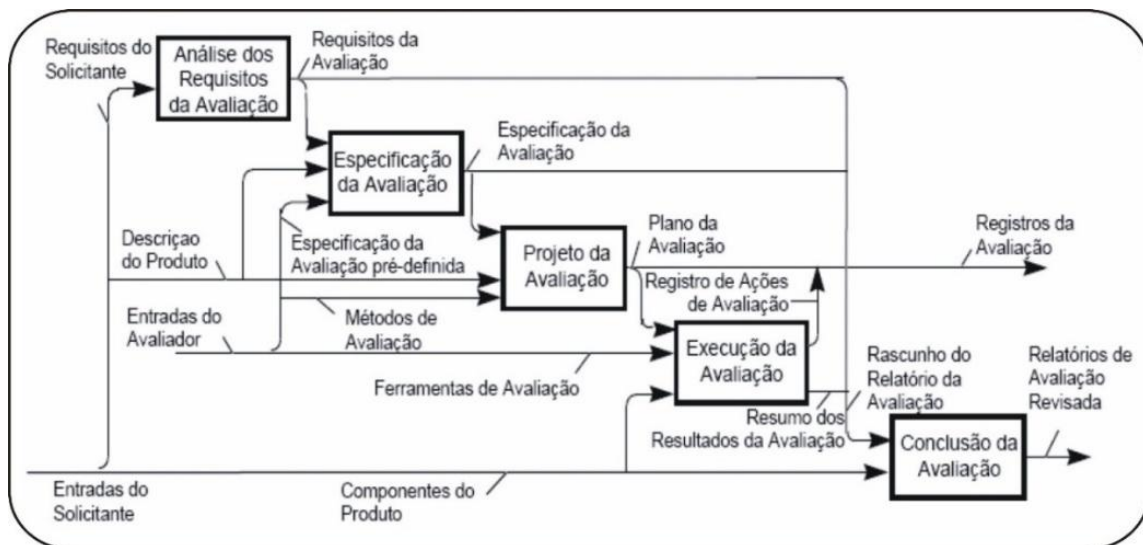 Requisitos do
Solicitante
Análise dos
Requisitos
da Avaliação
Requisitos da
Avaliação
Especificação
da Avaliação
Especificação da
Avaliação
Descriçao
do Produto
Especificação da
Avaliação pré-definida
Projeto da
Avaliação
Plano da
Avaliação
Registros da
Avaliação
Registro de Ações
de Avaliação
Entradas do
Avaliador
Métodos de
Avaliação
Ferramentas de Avaliação
Execução da
Avaliação
Rascunho do
Relatório da
Avaliação
Relatórios de
Avaliação
Revisada
Resumo dos
Resultados da Avaliação
Conclusão da
Avaliação
Entradas do
Solicitante
Componentes do
Produto